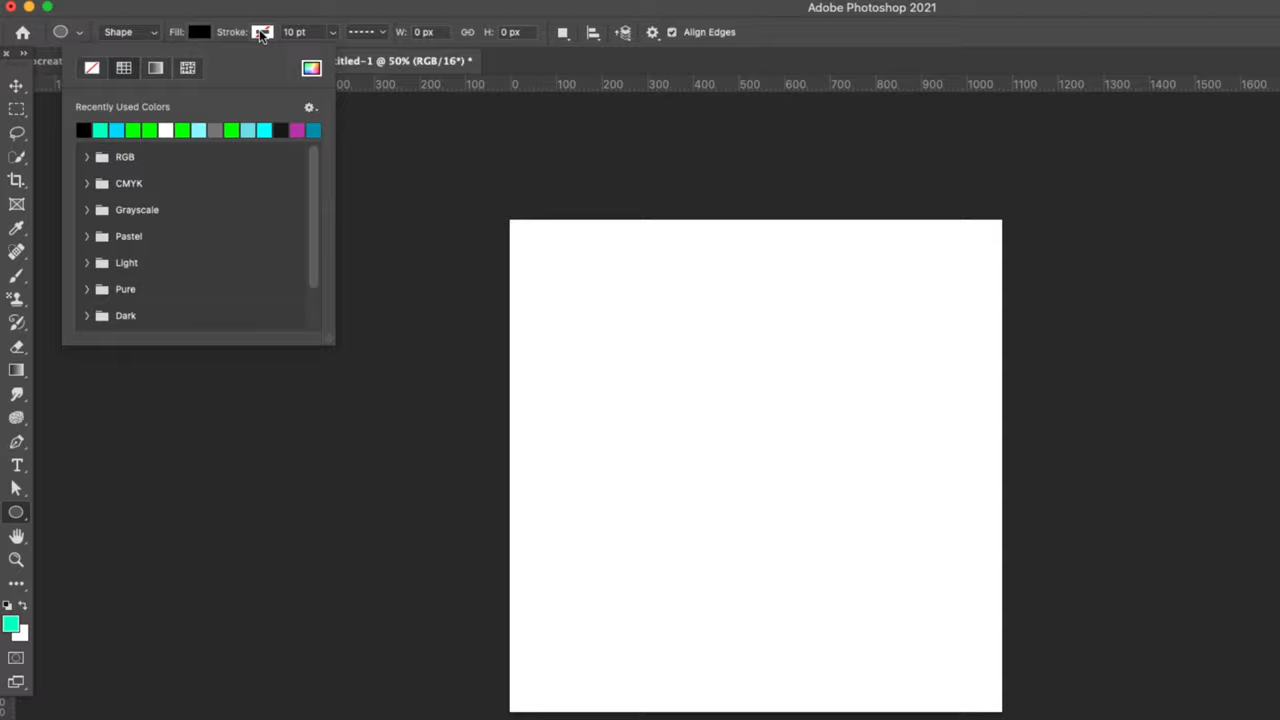 Adobe Photoshop 2021
Shape Fill: Stroke: 10 pt W: 0 px H: 0 px Align Edges
titled-1 @ 50% (RGB/16*) *
300 200 100 0 100 200 300 400 500 600 700 800 900 1000 1100 1200 1300 1400 1500 1600
Recently Used Colors
RGB
CMYK
Grayscale
Pastel
Light
Pure
Dark